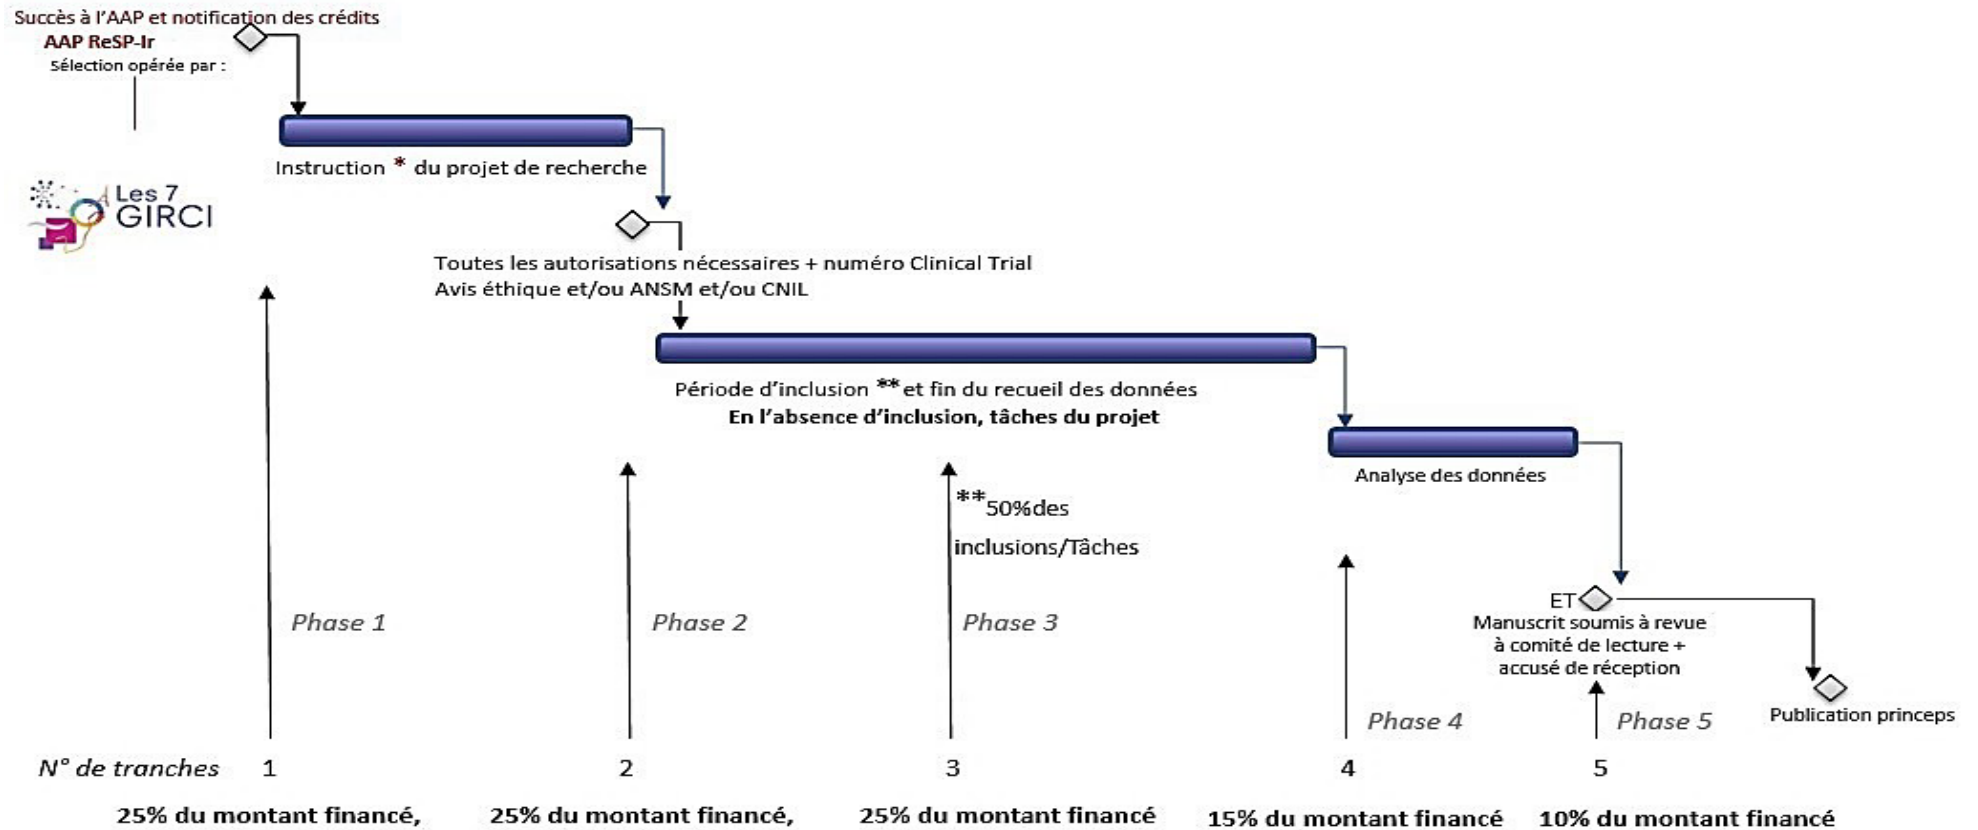 Succès à l'AAP et notification des crédits
AAP ReSP-Ir
Sélection opérée par :
Les 7
GIRCI
Instruction * du projet de recherche
Toutes les autorisations nécessaires + numéro Clinical Trial
Avis éthique et/ou ANSM et/ou CNIL
Période d'inclusion ** et fin du recueil des données
En l'absence d'inclusion, tâches du projet
Analyse des données
**50%des
inclusions/Tâches
ET
Manuscrit soumis à revue
à comité de lecture +
accusé de réception
Publication princeps
Phase 1
Phase 2
Phase 3
Phase 4
Phase 5
N° de tranches 1 2 3 4 5
25% du montant financé, 25% du montant financé, 25% du montant financé 15% du montant financé 10% du montant financé